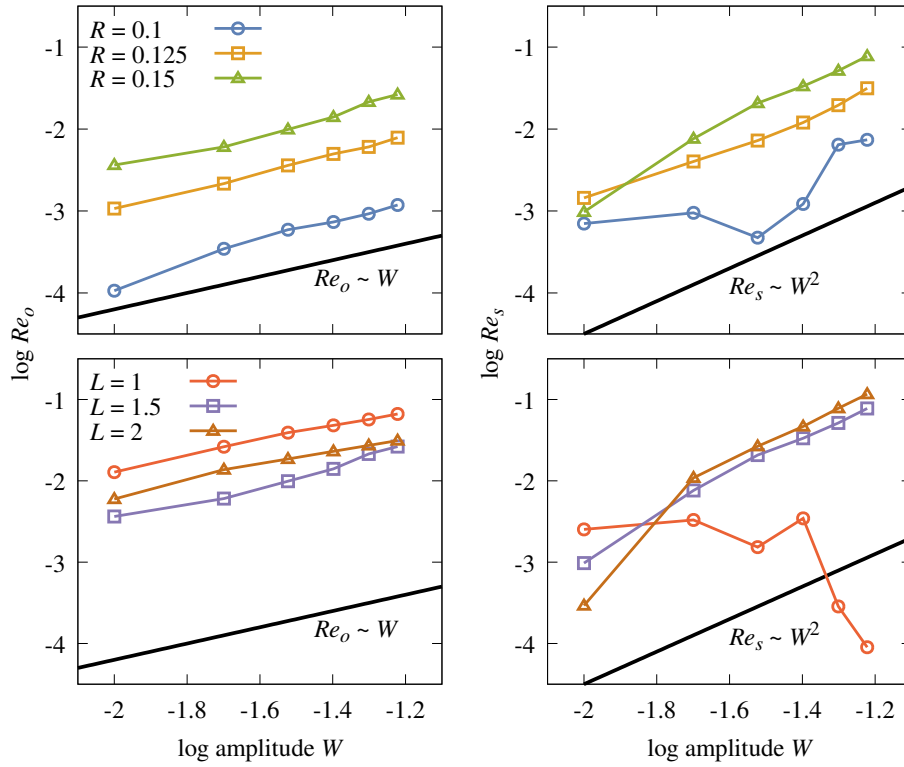 R = 0.1
R = 0.125
R = 0.15
-1
-2
-3
-4
log Re_o
Re_o ~ W
-1
-2
-3
-4
log Re_s
Re_s ~ W^2
L = 1
L = 1.5
L = 2
-1
-2
-3
-4
Re_o ~ W
-2 -1.8 -1.6 -1.4 -1.2
log amplitude W
-1
-2
-3
-4
Re_s ~ W^2
-2 -1.8 -1.6 -1.4 -1.2
log amplitude W